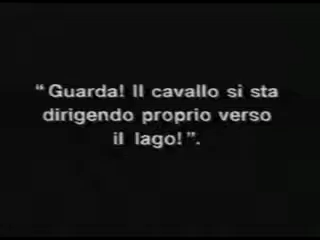 “Guarda! Il cavallo si sta
dirigendo proprio verso
il lago!”.